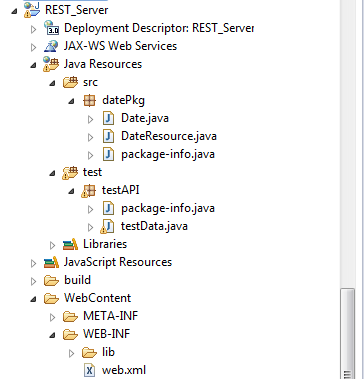 REST_Server
Deployment Descriptor: REST_Server
JAX-WS Web Services
Java Resources
src
datePkg
Date.java
DateResource.java
package-info.java
test
testAPI
package-info.java
testData.java
Libraries
JavaScript Resources
build
WebContent
META-INF
WEB-INF
lib
web.xml